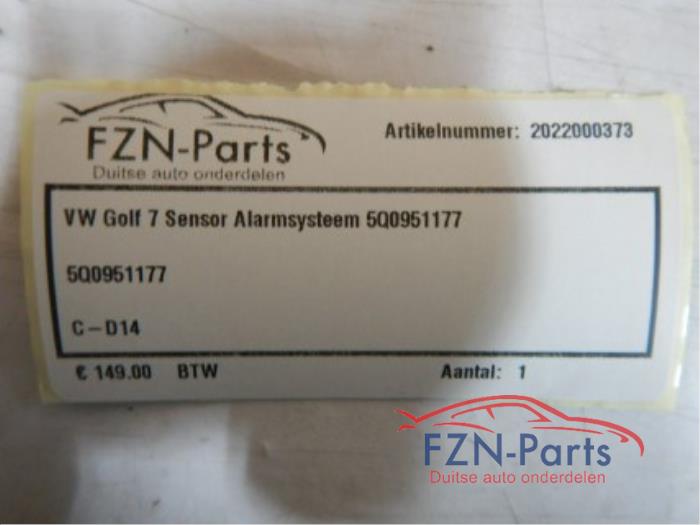 FZN-Parts
Duitse auto onderdelen
Artikelnummer: 2022000373
VW Golf 7 Sensor Alarmsysteem 5Q0951177
5Q0951177
C-D14
€ 149.00 BTW Aantal: 1
FZN-Parts
Duitse auto onderdelen